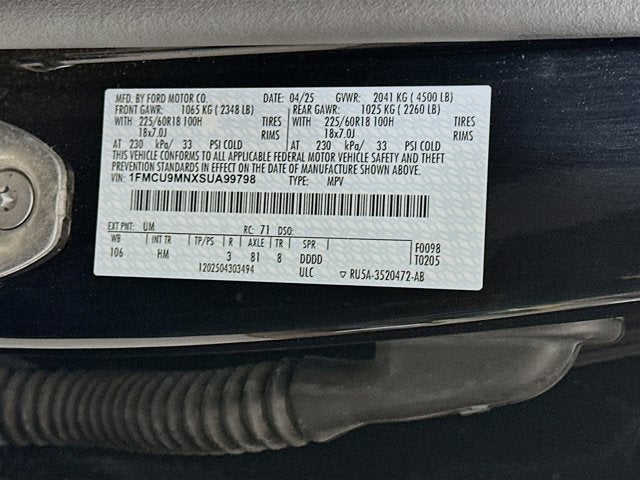 MFD. BY FORD MOTOR CO. DATE: 04/25 GVWR: 2041 KG ( 4500 LB)
FRONT GAWR: 1065 KG ( 2348 LB) REAR GAWR: 1025 KG ( 2260 LB)
WITH 225/60R18 100H TIRES WITH 225/60R18 100H TIRES
18x7.0J RIMS 18x7.0J RIMS
AT 230 kPa/ 33 PSI COLD AT 230 kPa/ 33 PSI COLD
THIS VEHICLE CONFORMS TO ALL APPLICABLE FEDERAL MOTOR VEHICLE SAFETY AND THEFT
PREVENTION STANDARDS IN EFFECT ON THE DATE OF MANUFACTURE SHOWN ABOVE.
VIN: 1FMCU9MNXSUA99798 TYPE: MPV
EXT PNT: UM RC: 71 DSO:
WB INT TR TP/PS R AXLE TR SPR F0098
106 HM 3 81 8 DDDD T0205
1202504303494 ULC RU5A-3520472-AB